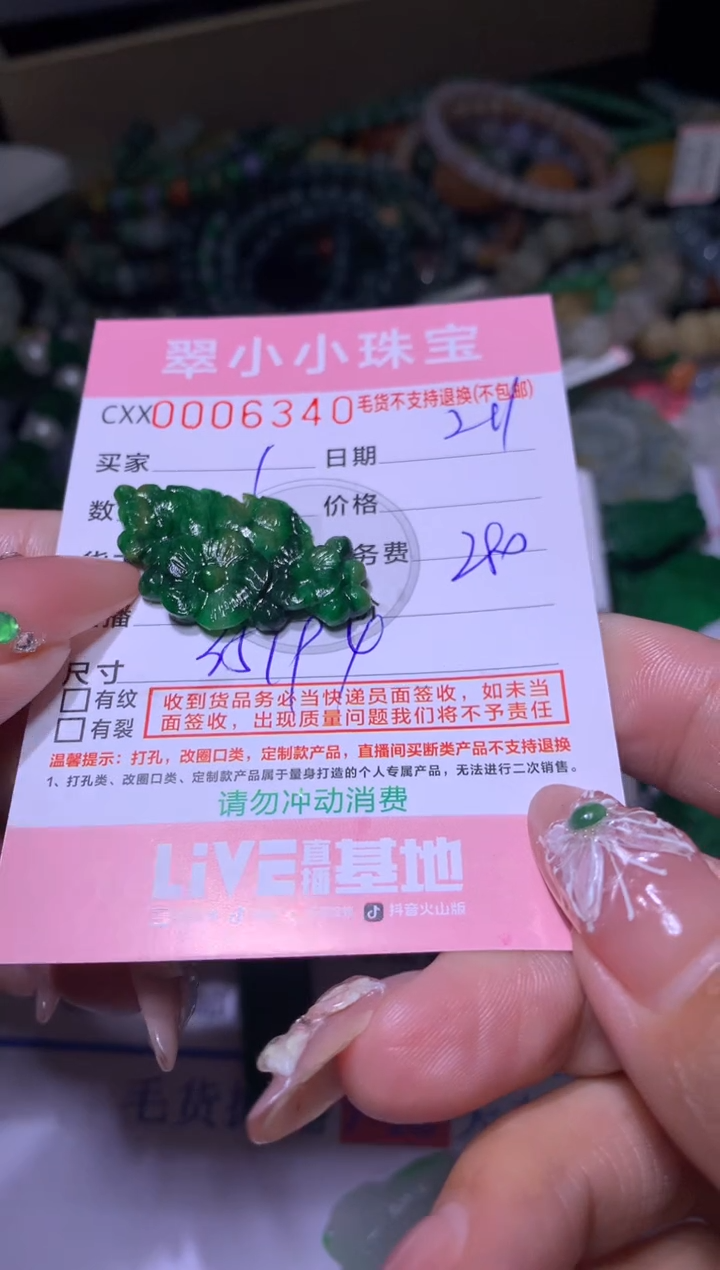 翠小小珠宝
CXX0006340毛货不支持退换(不包邮)
买家 日期
数 价格
务费 280
播
尺寸
有纹
有裂
收到货品务必当快递员面签收，如未当
面签收，出现质量问题我们将不予责任
温馨提示：打孔，改圈口类，定制款产品，直播间买断类产品不支持退换
1、打孔类、改圈口类、定制款产品属于量身打造的个人专属产品，无法进行二次销售。
请勿冲动消费
LiVE直播基地
抖音火山版
毛货